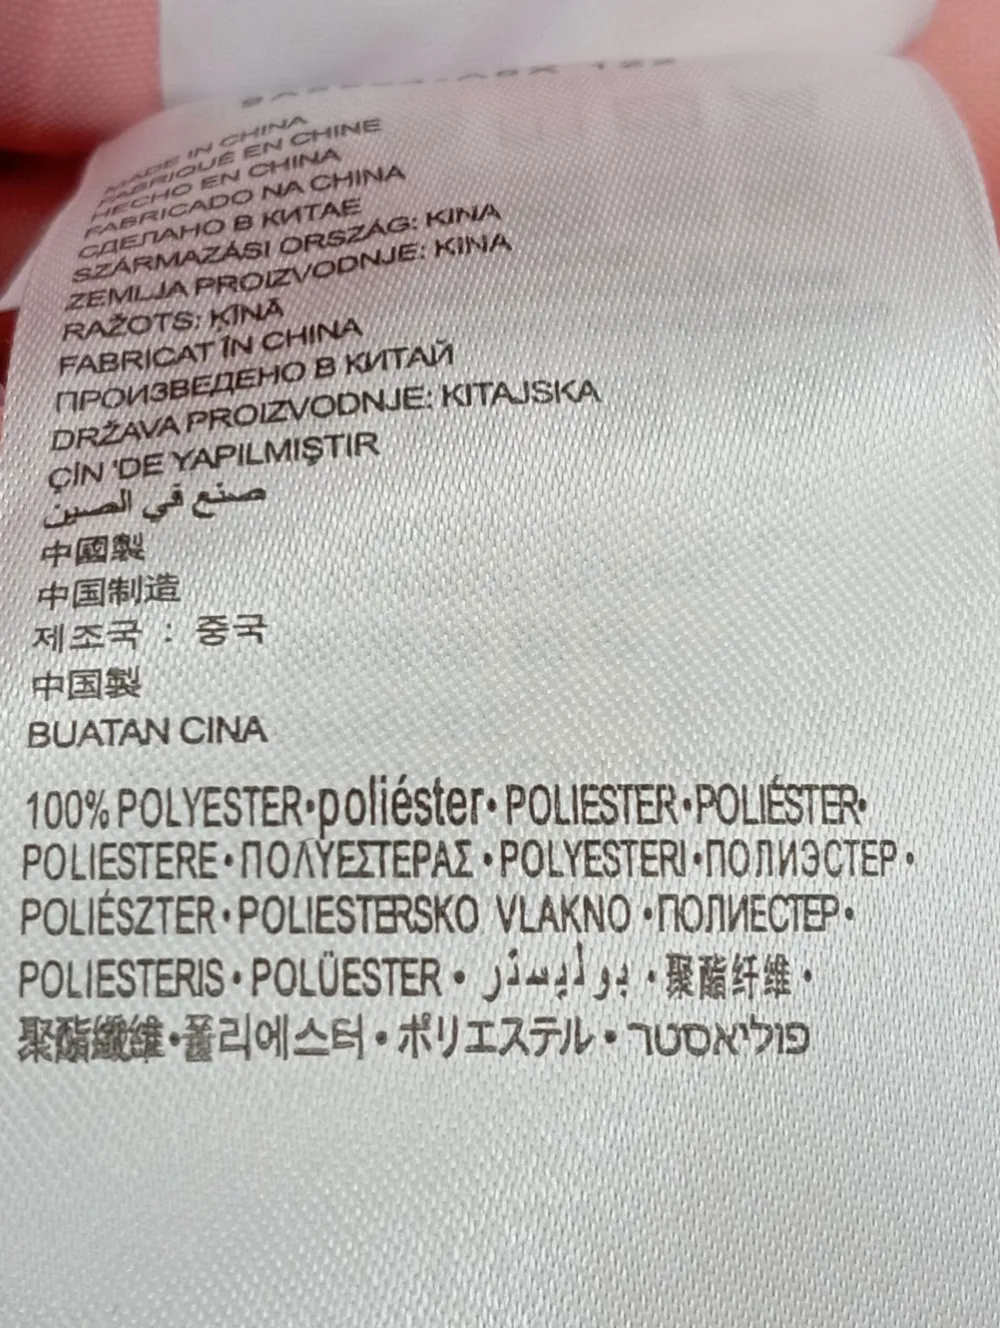 MADE IN CHINA
FABRIQUÉ EN CHINE
HECHO EN CHINA
FABRICADO NA CHINA
СДЕЛАНО В КИТАЕ
SZÁRMAZÁSI ORSZÁG: KINA
ZEMLJA PROIZVODNJE: KINA
RAŽOTS: ĶĪNĀ
FABRICAT ÎN CHINA
ПРОИЗВЕДЕНО В КИТАЙ
DRŽAVA PROIZVODNJE: KITAJSKA
ÇİN 'DE YAPILMIŞTIR
صنع في الصين
中國製
中国制造
제조국 : 중국
中国製
BUATAN CINA
100% POLYESTER•poliéster• POLIESTER•POLIÉSTER•
POLIESTERE•ΠΟΛΥΕΣΤΕΡΑΣ•POLYESTERI•ПОЛИЭСТЕР•
POLIÉSZTER•POLIESTERSKO VLAKNO•ПОЛИЕСТЕР•
POLIESTERIS•POLÜESTER• بوليستر •聚酯纤维•
聚酯纖維•폴리에스터•ポリエステル• פוליאסטר